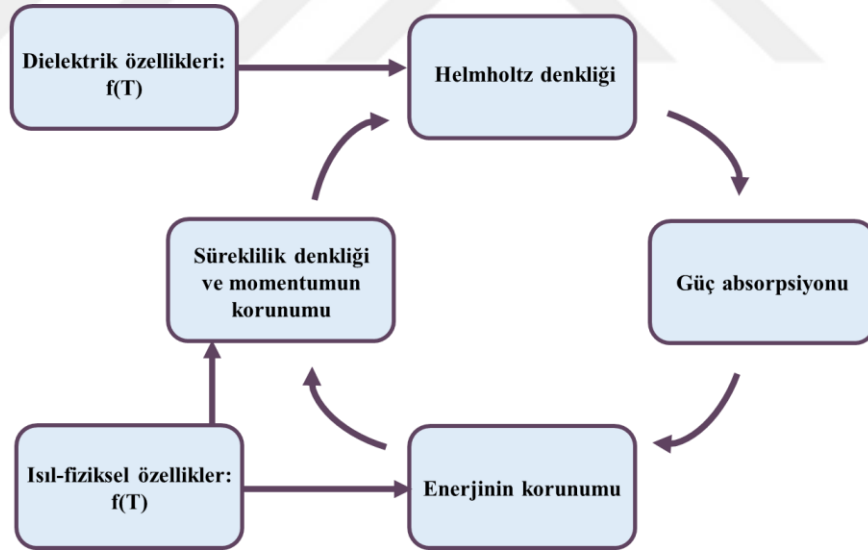 Dielektrik özellikleri:
f(T)
Helmholtz denkliği
Süreklilik denkliği
ve momentumun
korunumu
Güç absorpsiyonu
Isıl-fiziksel özellikler:
f(T)
Enerjinin korunumu